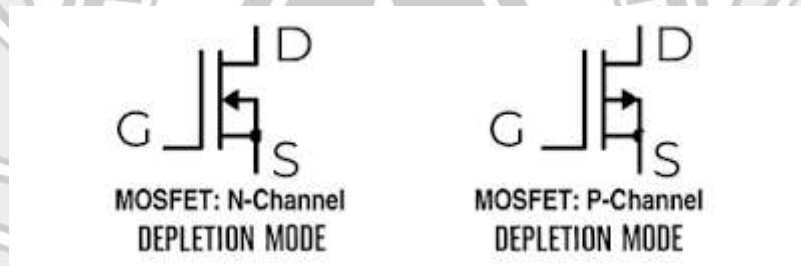 D D
G G
S S
MOSFET: N-Channel MOSFET: P-Channel
DEPLETION MODE DEPLETION MODE